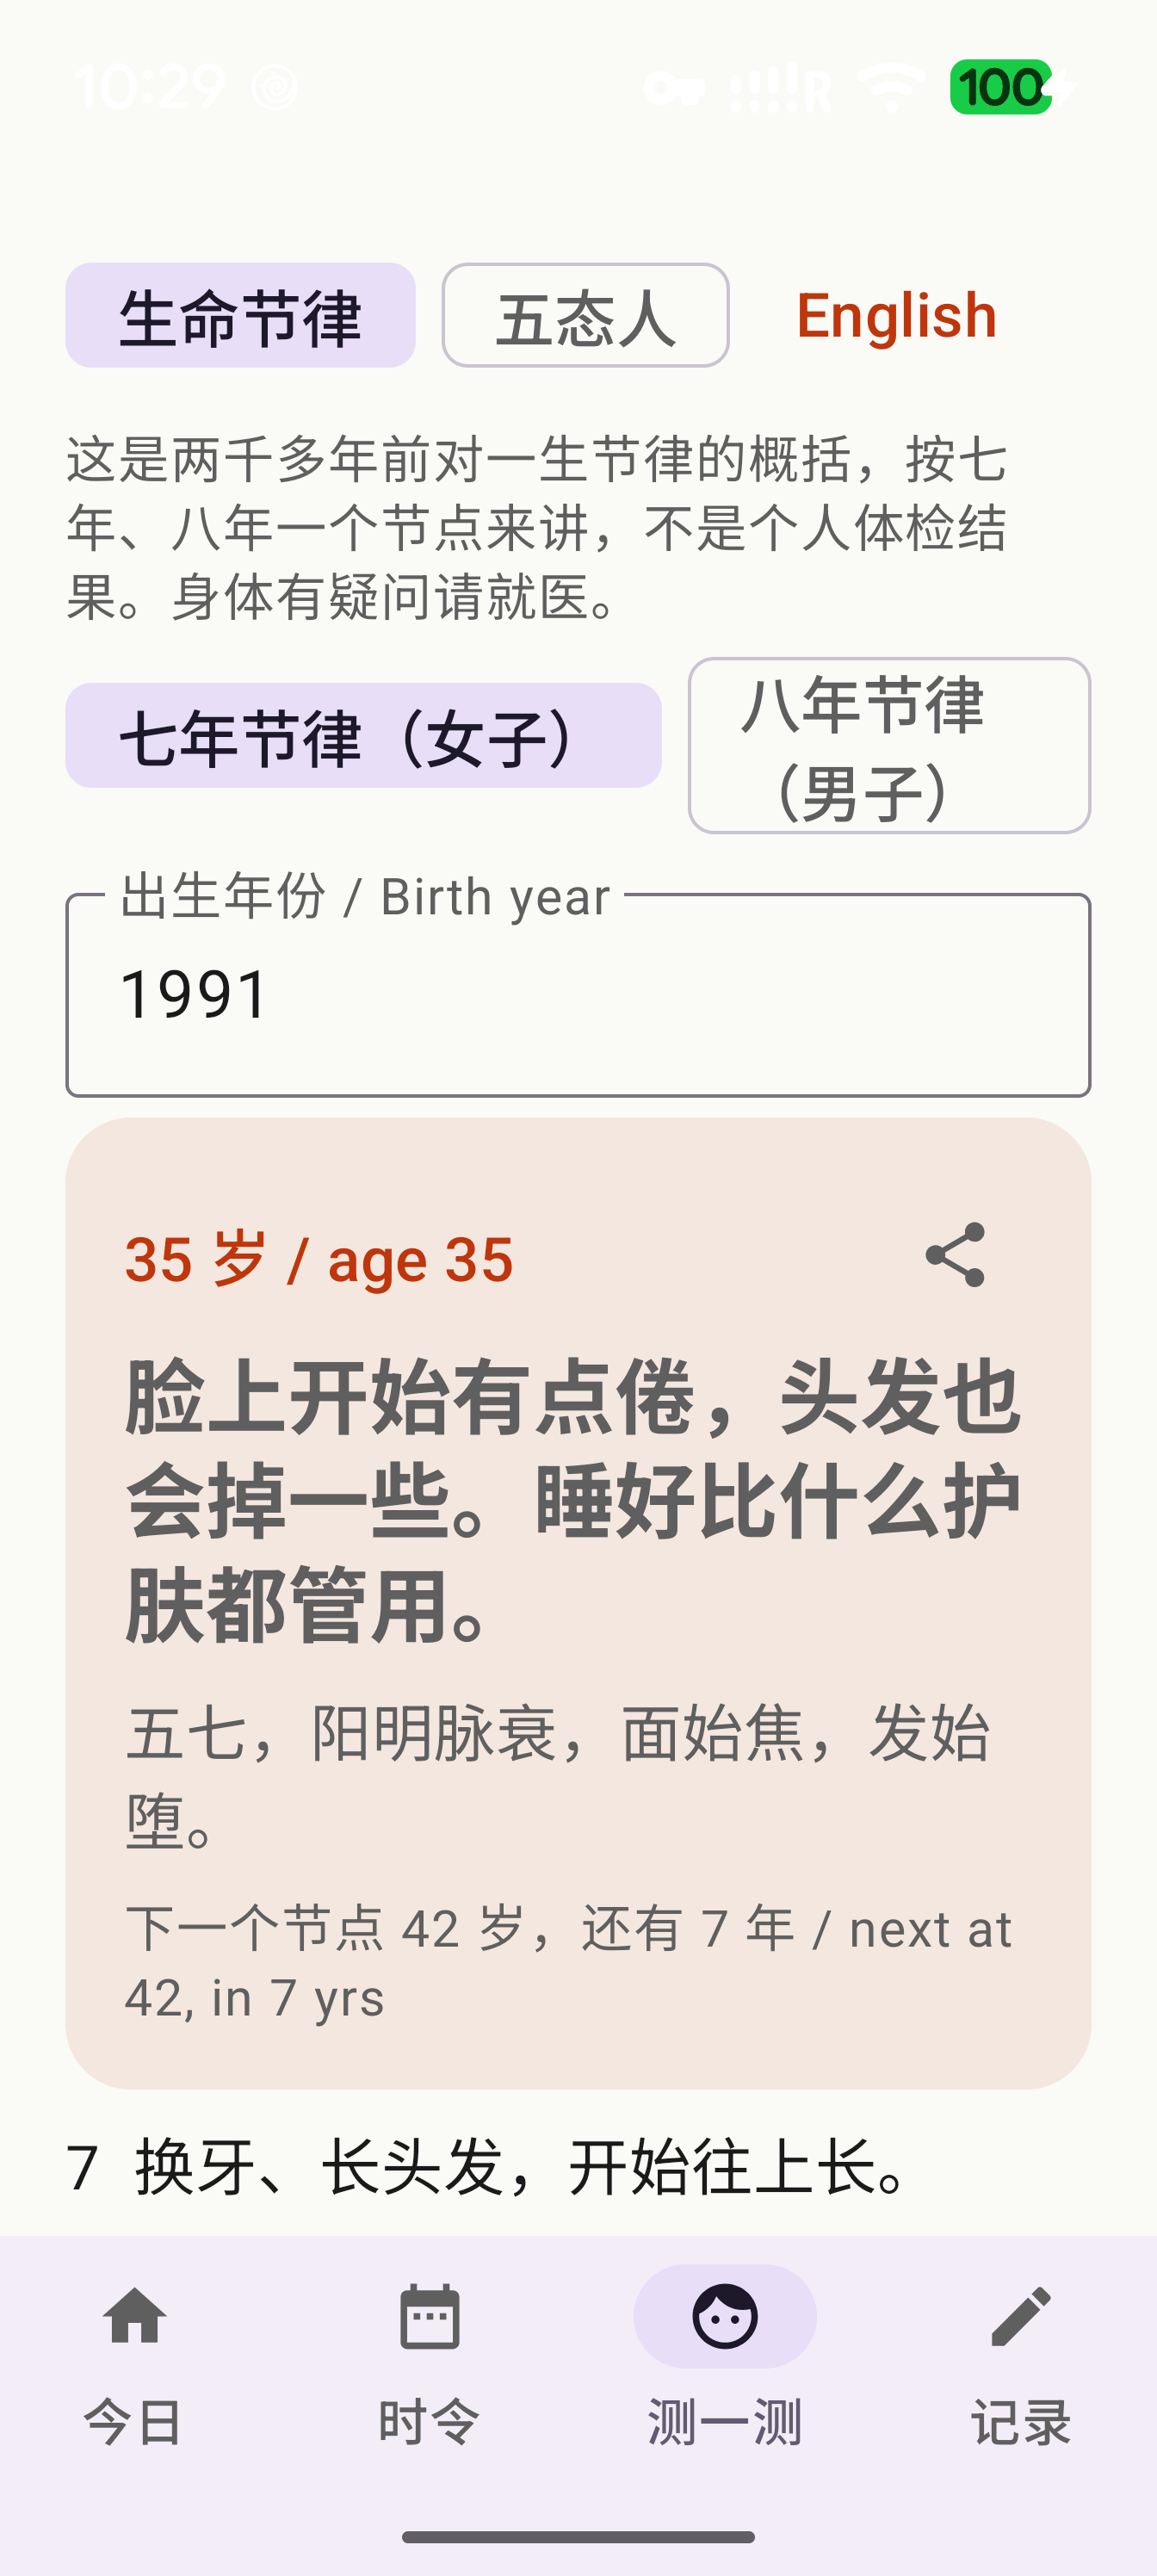 10:29
R
100
生命节律
五态人
English
这是两千多年前对一生节律的概括，按七
年、八年一个节点来讲，不是个人体检结
果。身体有疑问请就医。
七年节律（女子）
八年节律
（男子）
出生年份 / Birth year
1991
35 岁 / age 35
脸上开始有点倦，头发也
会掉一些。睡好比什么护
肤都管用。
五七，阳明脉衰，面始焦，发始
堕。
下一个节点 42 岁，还有 7 年 / next at
42, in 7 yrs
7 换牙、长头发，开始往上长。
今日
时令
测一测
记录